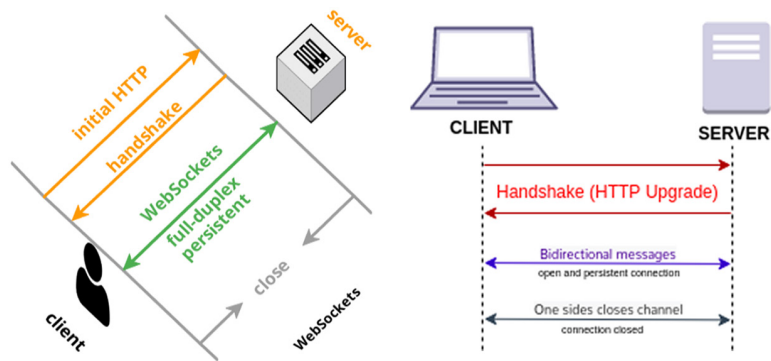 server
initial HTTP
handshake
WebSockets
full-duplex
persistent
close
client
WebSockets
CLIENT
SERVER
Handshake (HTTP Upgrade)
Bidirectional messages
open and persistent connection
One sides closes channel
connection closed